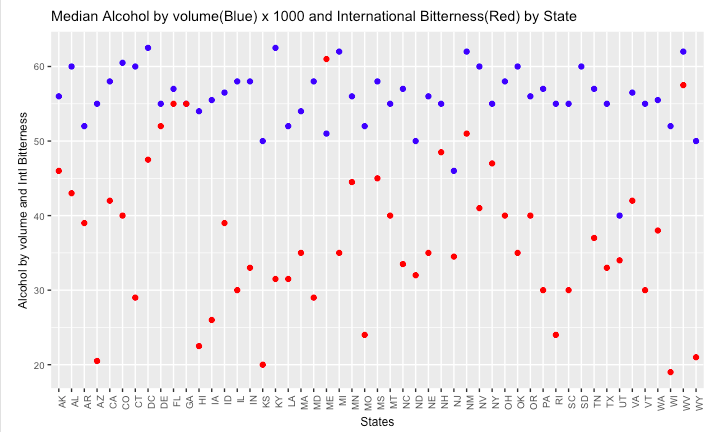 Median Alcohol by volume(Blue) x 1000 and International Bitterness(Red) by State
Alcohol by volume and Intl Bitterness
60
50
40
30
20
AK AL AR AZ CA CO CT DC DE FL GA HI IA ID IL IN KS KY LA MA MD ME MI MN MO MS MT NC ND NE NH NJ NM NV NY OH OK OR PA RI SC SD TN TX UT VA VT WA WI WV WY
States